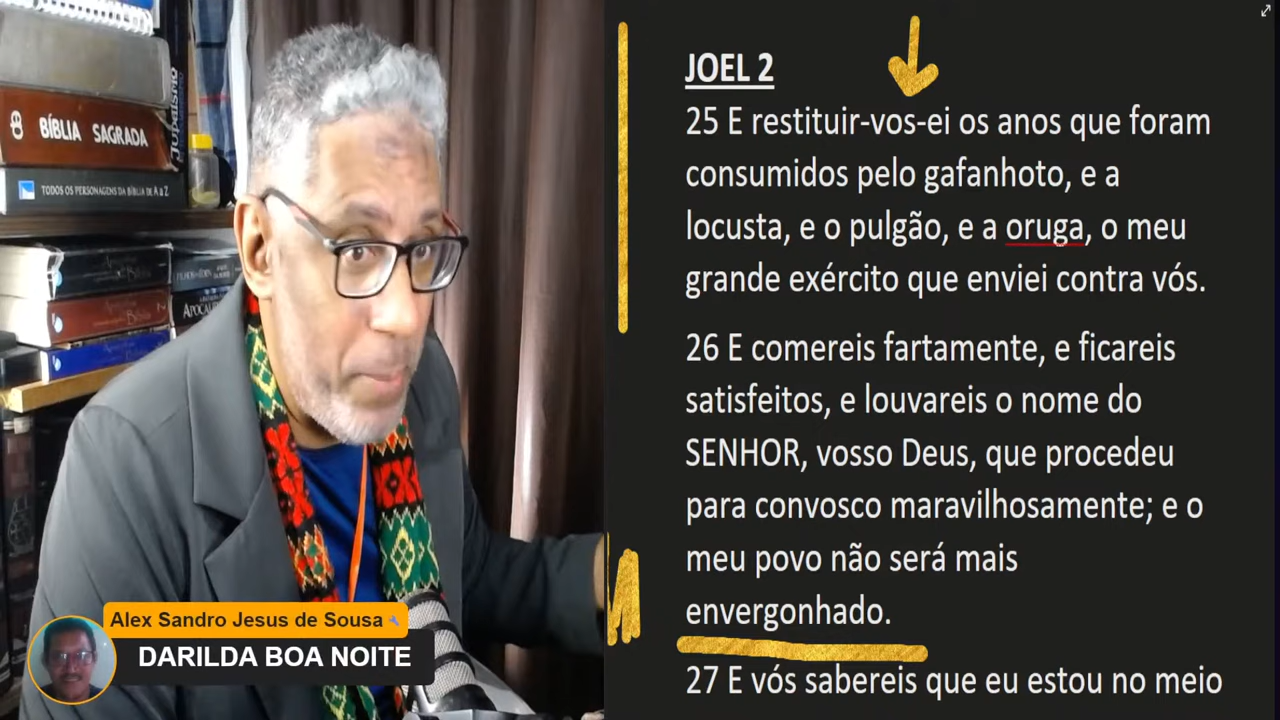 BÍBLIA SAGRADA
TODOS OS PERSONAGENS DA BÍBLIA DE A a Z
Judaísmo
Alex Sandro Jesus de Sousa
DARILDA BOA NOITE
JOEL 2
25 E restituir-vos-ei os anos que foram
consumidos pelo gafanhoto, e a
locusta, e o pulgão, e a oruga, o meu
grande exército que enviei contra vós.
26 E comereis fartamente, e ficareis
satisfeitos, e louvareis o nome do
SENHOR, vosso Deus, que procedeu
para convosco maravilhosamente; e o
meu povo não será mais
envergonhado.
27 E vós sabereis que eu estou no meio